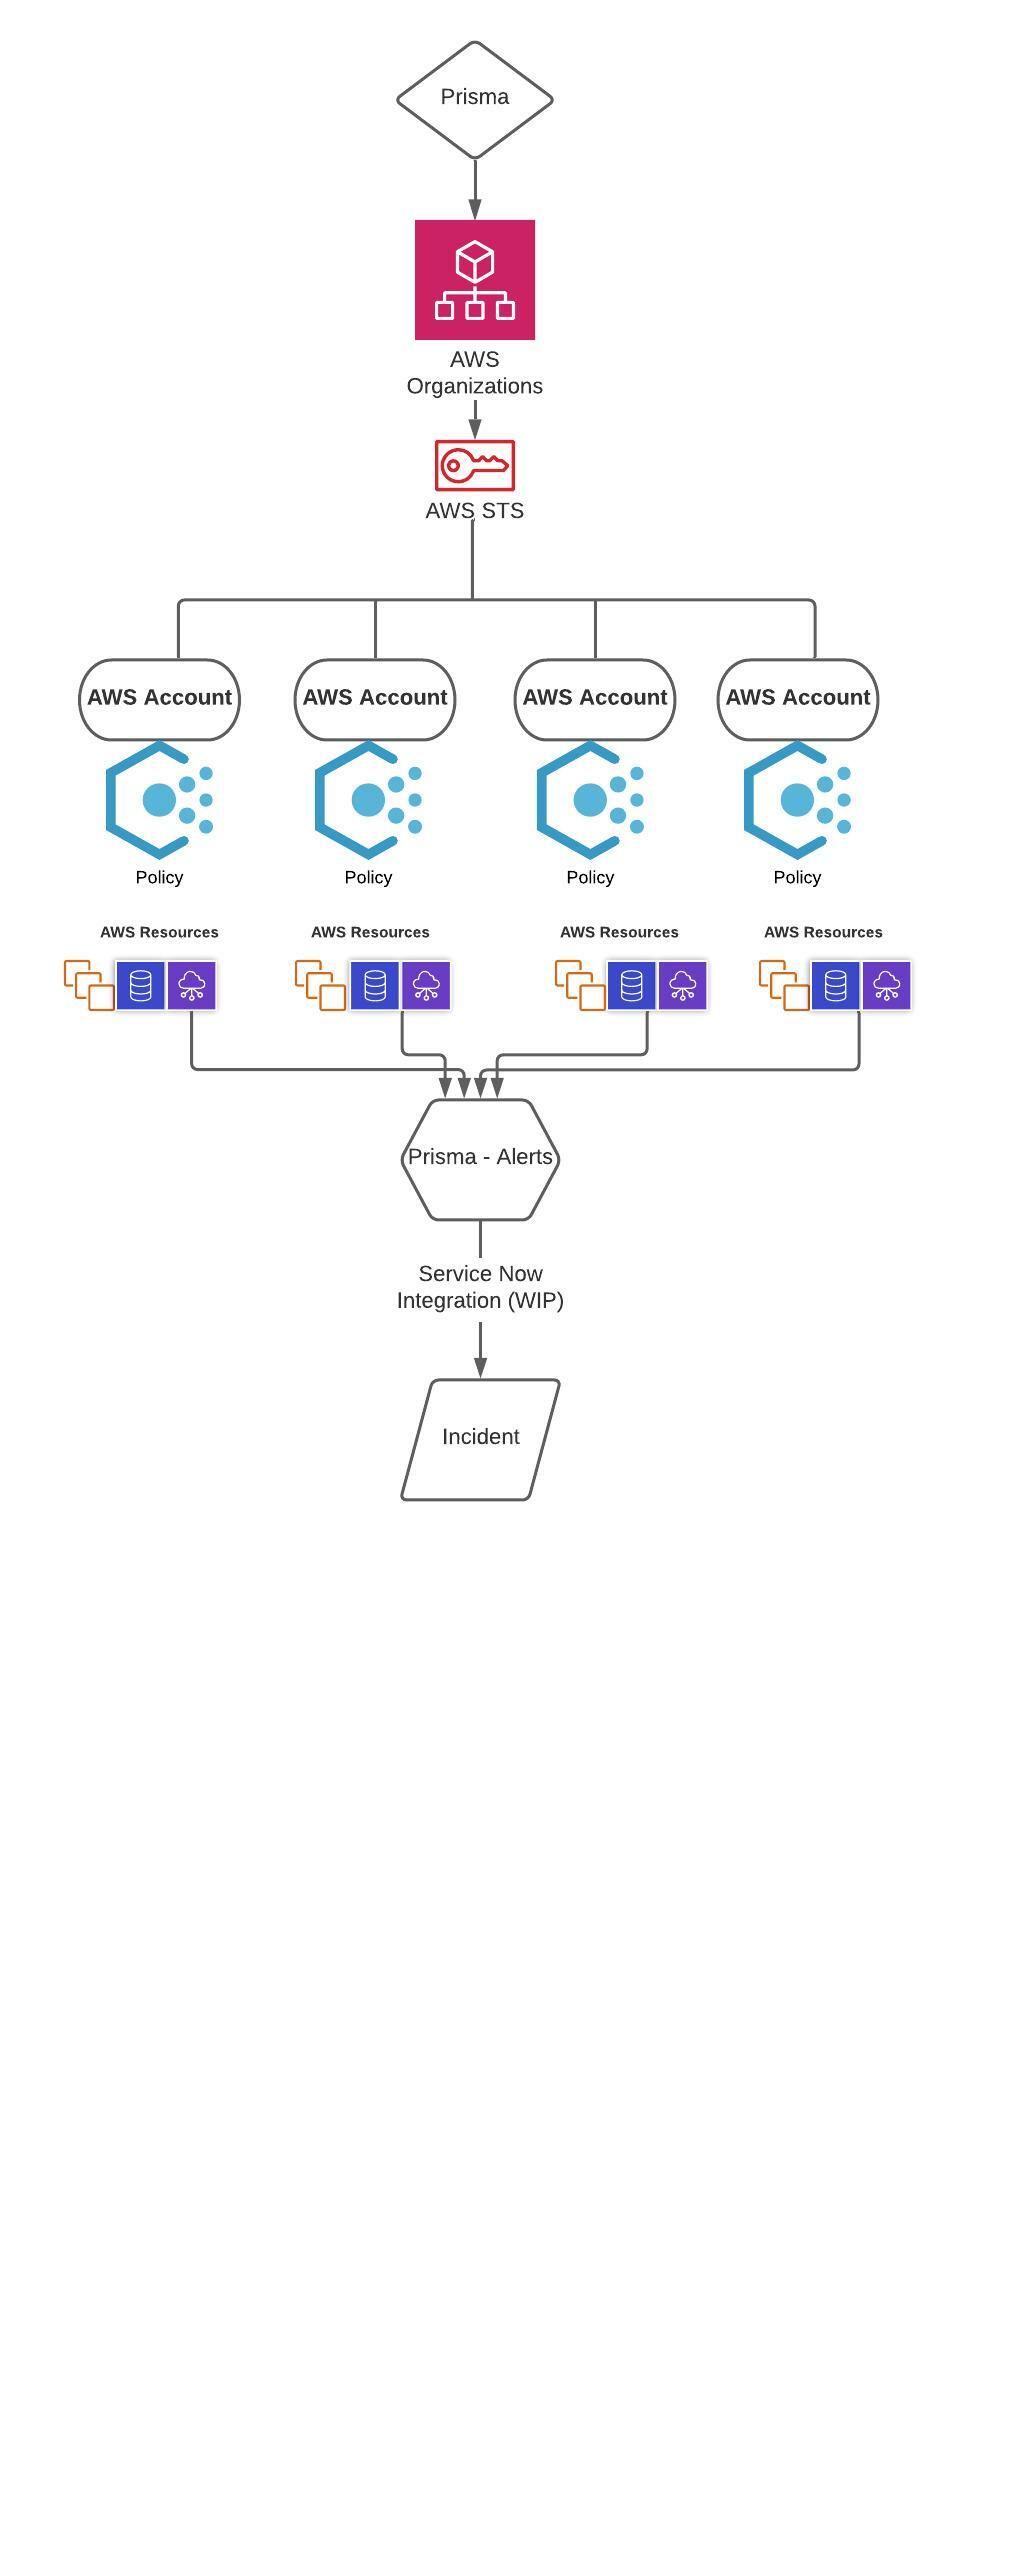 Prisma
AWS
Organizations
AWS STS
AWS Account
AWS Account
AWS Account
AWS Account
Policy
Policy
Policy
Policy
AWS Resources
AWS Resources
AWS Resources
AWS Resources
Prisma - Alerts
Service Now
Integration (WIP)
Incident